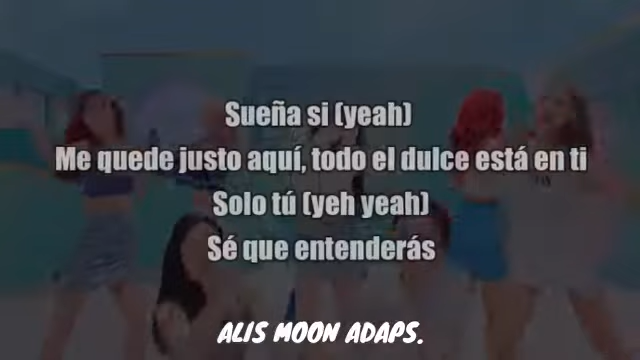 Sueña si (yeah)
Me quede justo aquí, todo el dulce está en ti
Solo tú (yeh yeah)
Sé que entenderás
ALIS MOON ADAPS.